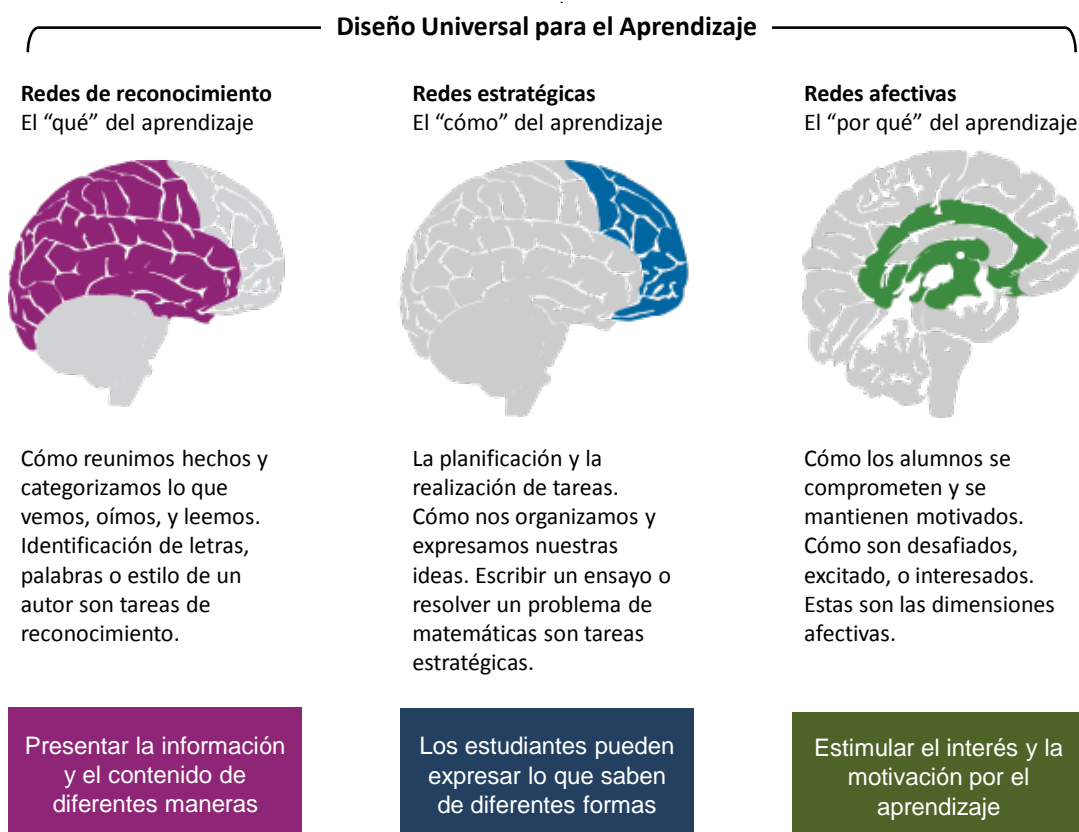 Diseño Universal para el Aprendizaje
Redes de reconocimiento
El “qué” del aprendizaje
Cómo reunimos hechos y
categorizamos lo que
vemos, oímos, y leemos.
Identificación de letras,
palabras o estilo de un
autor son tareas de
reconocimiento.
Presentar la información
y el contenido de
diferentes maneras
Redes estratégicas
El “cómo” del aprendizaje
La planificación y la
realización de tareas.
Cómo nos organizamos y
expresamos nuestras
ideas. Escribir un ensayo o
resolver un problema de
matemáticas son tareas
estratégicas.
Los estudiantes pueden
expresar lo que saben
de diferentes formas
Redes afectivas
El “por qué” del aprendizaje
Cómo los alumnos se
comprometen y se
mantienen motivados.
Cómo son desafiados,
excitado, o interesados.
Estas son las dimensiones
afectivas.
Estimular el interés y la
motivación por el
aprendizaje